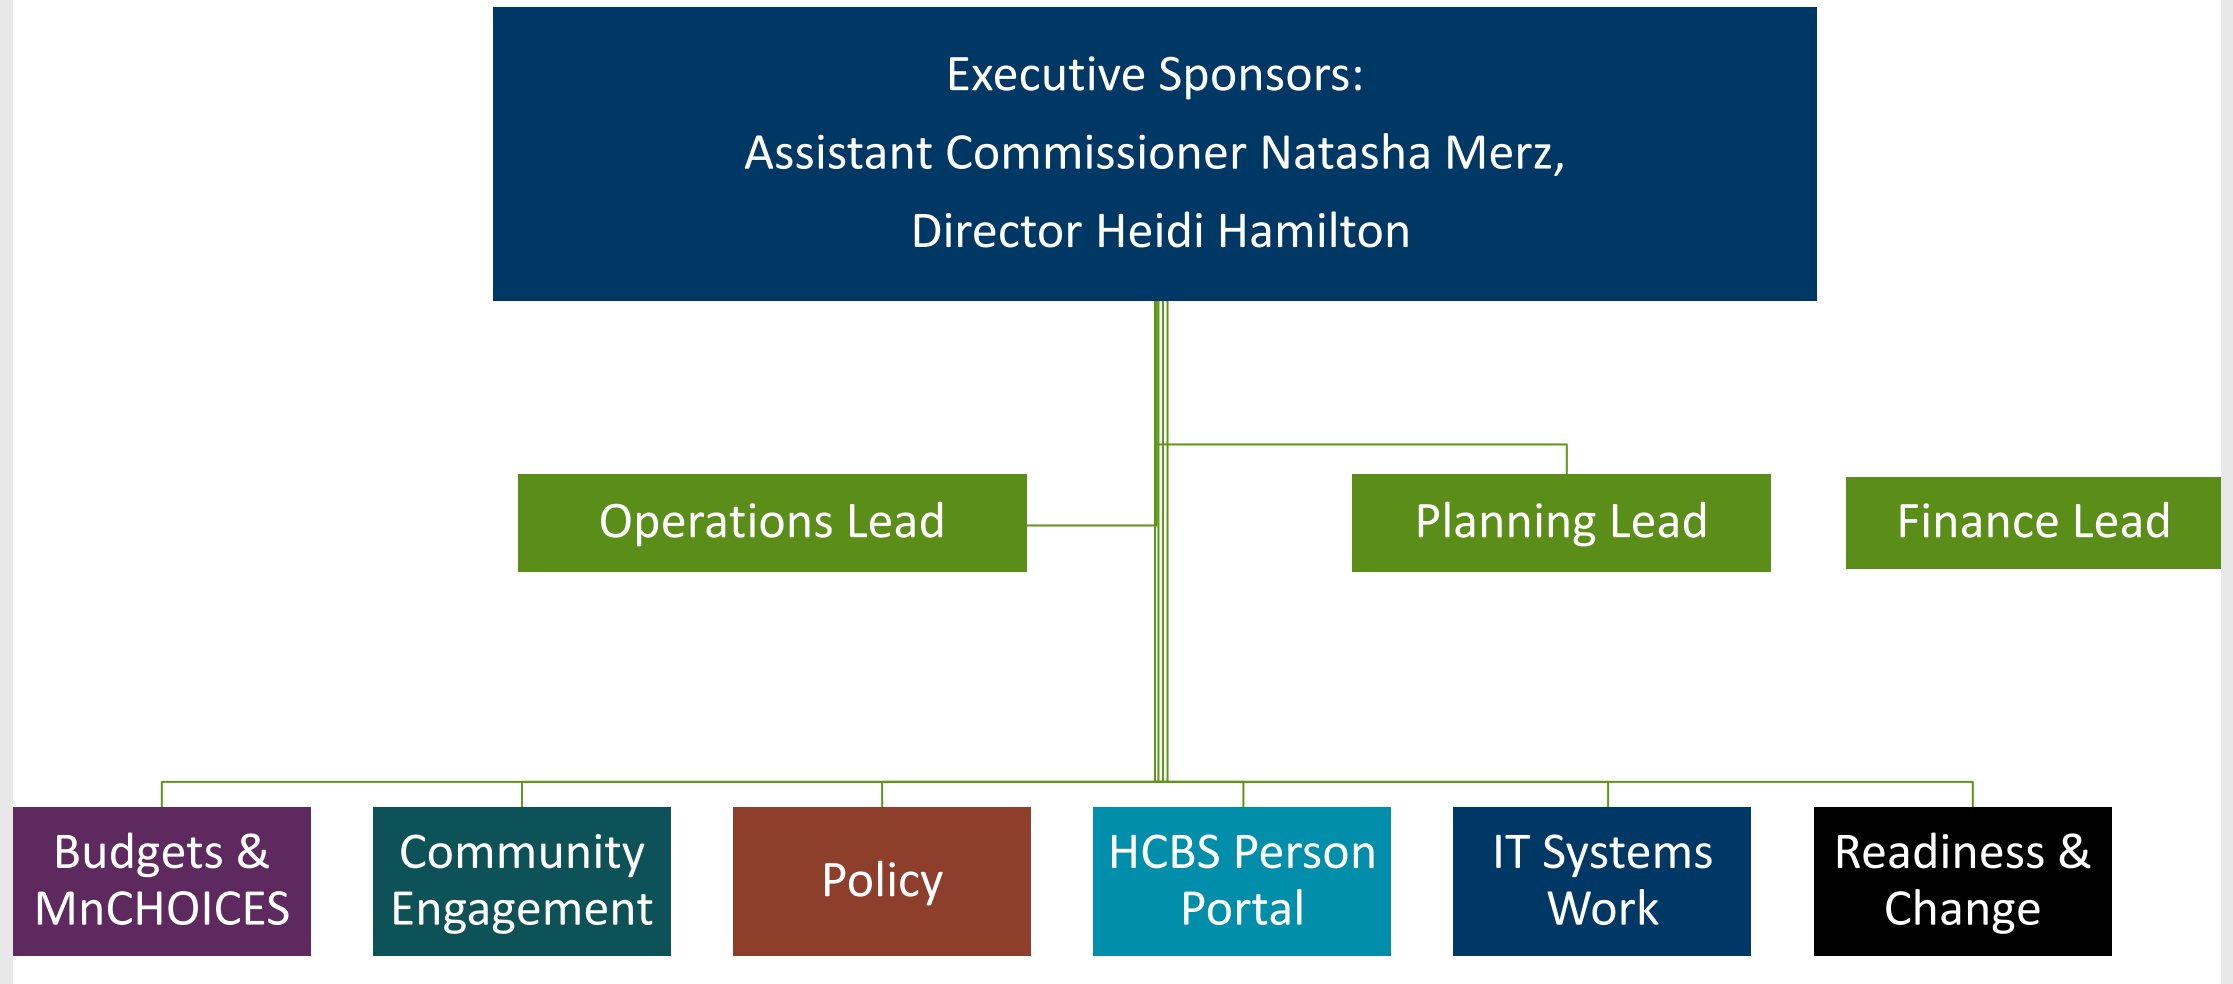 Executive Sponsors:
Assistant Commissioner Natasha Merz,
Director Heidi Hamilton
Operations Lead
Planning Lead
Finance Lead
Budgets &
MnCHOICES
Community
Engagement
Policy
HCBS Person
Portal
IT Systems
Work
Readiness &
Change